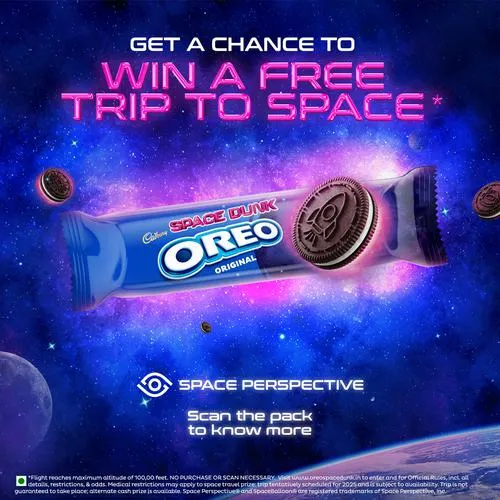 GET A CHANCE TO
WIN A FREE
TRIP TO SPACE*
Cadbury
SPACE DUNK
OREO
ORIGINAL
SPACE PERSPECTIVE
Scan the pack
to know more
*Flight reaches maximum altitude of 100,00 feet. NO PURCHASE OR SCAN NECESSARY. Visit www.oreospacedunk.in to enter and for Official Rules, incl. all
details, restrictions, & odds. Medical restrictions may apply to space travel prize; trip tentatively scheduled for 2025 and is subject to availability. Trip is not
guaranteed to take place; alternate cash prize is available. Space Perspective® and SpaceBalloon® are registered trademarks of Space Perspective, Inc.